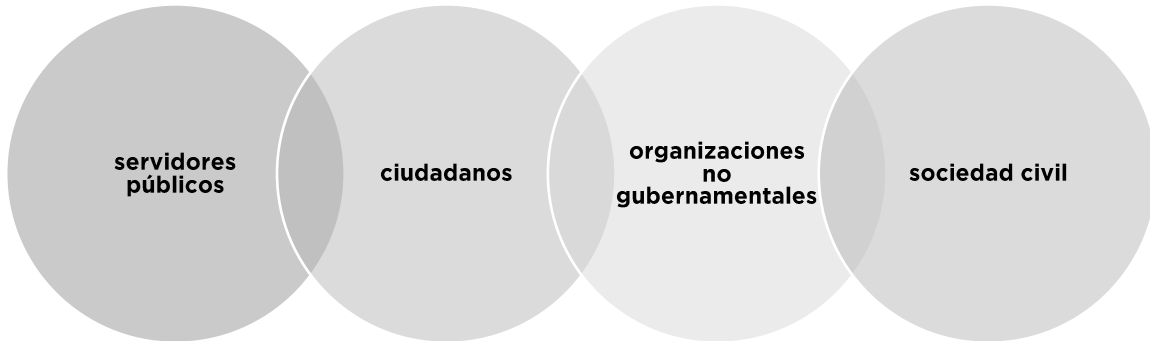 servidores
públicos
ciudadanos
organizaciones
no
gubernamentales
sociedad civil